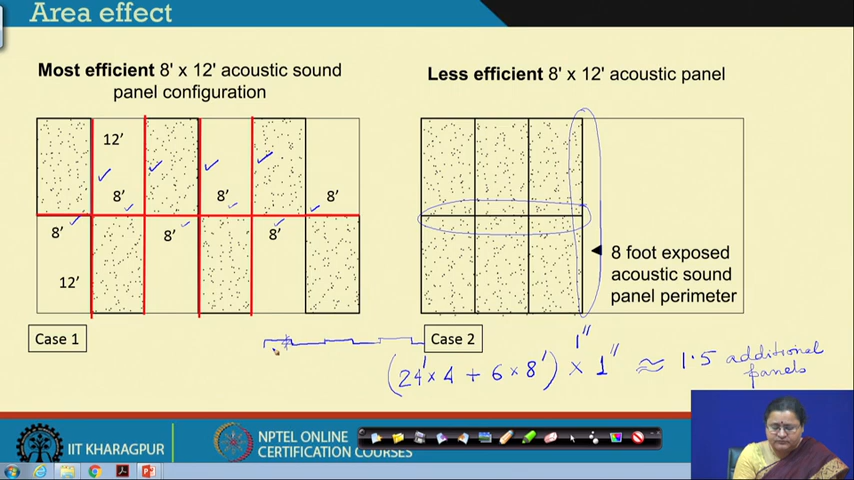 Area effect
Most efficient 8' x 12' acoustic sound
panel configuration
12'
8'
8'
8'
8'
8'
8'
12'
Case 1
Less efficient 8' x 12' acoustic panel
8 foot exposed
acoustic sound
panel perimeter
Case 2
1"
(24' × 4 + 6 × 8') × 1" ≈ 1.5 additional
panels
IIT KHARAGPUR
NPTEL ONLINE
CERTIFICATION COURSES